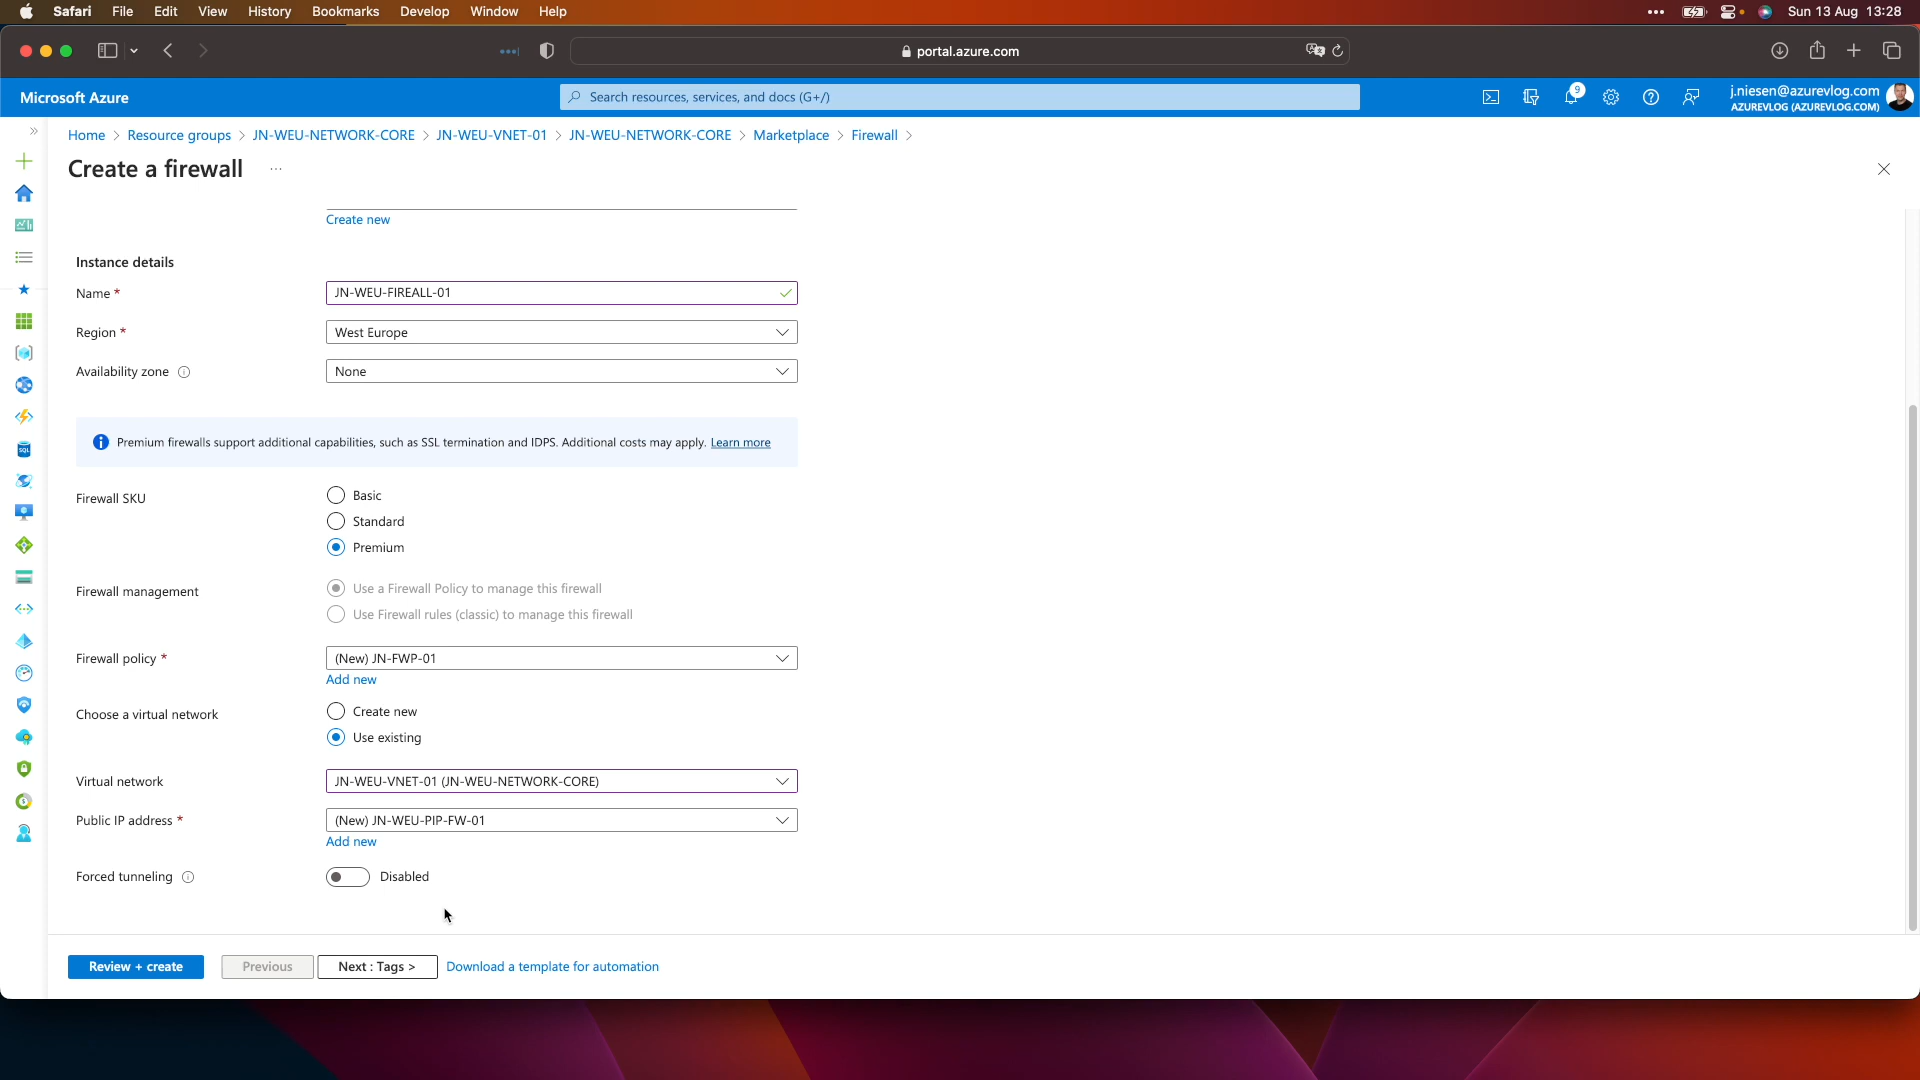 Safari File Edit View History Bookmarks Develop Window Help Sun 13 Aug 13:28
portal.azure.com
Microsoft Azure
Search resources, services, and docs (G+/)
9
j.niesen@azurevlog.com
AZUREVLOG (AZUREVLOG.COM)
Home > Resource groups > JN-WEU-NETWORK-CORE > JN-WEU-VNET-01 > JN-WEU-NETWORK-CORE > Marketplace > Firewall >
Create a firewall ...
Create new
Instance details
Name * JN-WEU-FIREALL-01
Region * West Europe
Availability zone None
Premium firewalls support additional capabilities, such as SSL termination and IDPS. Additional costs may apply. Learn more
Firewall SKU
Basic
Standard
Premium
Firewall management
Use a Firewall Policy to manage this firewall
Use Firewall rules (classic) to manage this firewall
Firewall policy * (New) JN-FWP-01
Add new
Choose a virtual network
Create new
Use existing
Virtual network JN-WEU-VNET-01 (JN-WEU-NETWORK-CORE)
Public IP address * (New) JN-WEU-PIP-FW-01
Add new
Forced tunneling Disabled
Review + create Previous Next : Tags > Download a template for automation